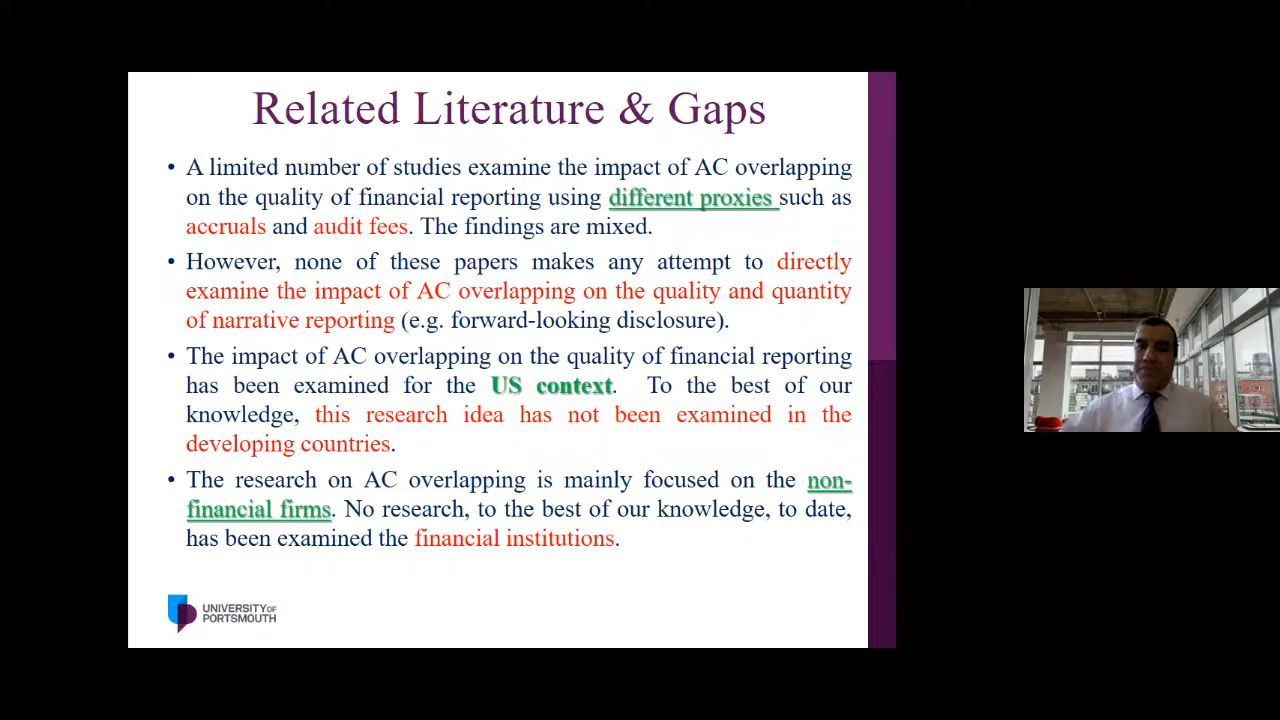 Related Literature & Gaps
• A limited number of studies examine the impact of AC overlapping
on the quality of financial reporting using different proxies such as
accruals and audit fees. The findings are mixed.
• However, none of these papers makes any attempt to directly
examine the impact of AC overlapping on the quality and quantity
of narrative reporting (e.g. forward-looking disclosure).
• The impact of AC overlapping on the quality of financial reporting
has been examined for the US context. To the best of our
knowledge, this research idea has not been examined in the
developing countries.
• The research on AC overlapping is mainly focused on the non-
financial firms. No research, to the best of our knowledge, to date,
has been examined the financial institutions.
UNIVERSITY OF
PORTSMOUTH